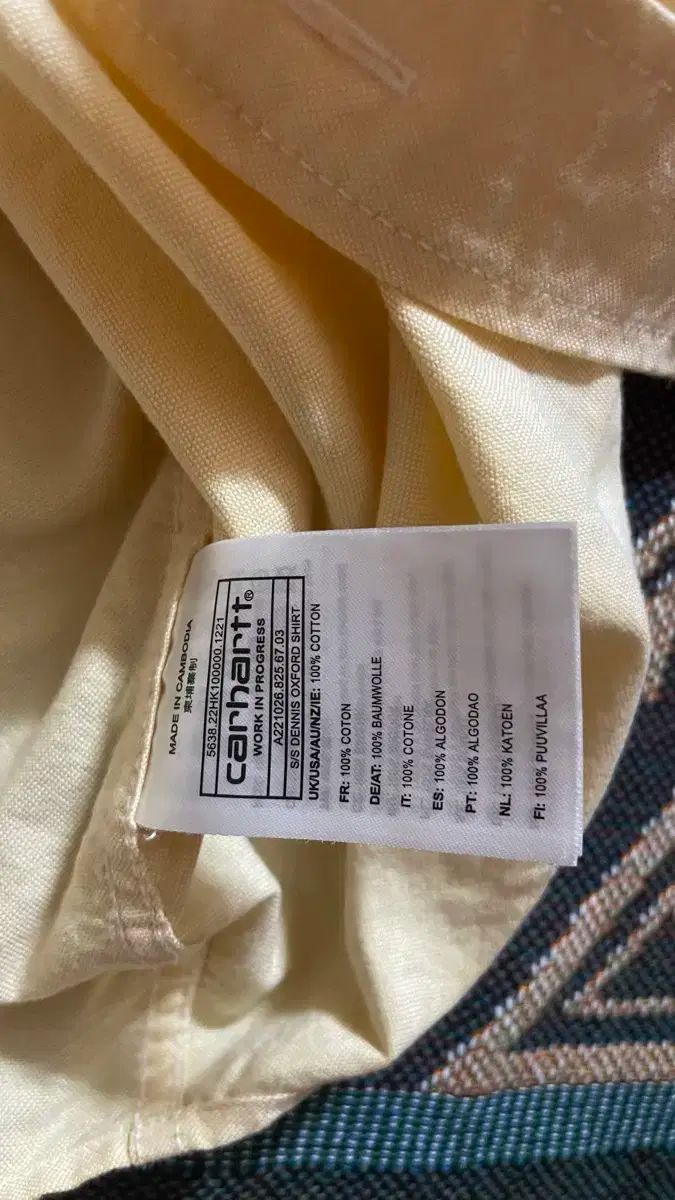 MADE IN CAMBODIA
柬埔寨制
5638.22HK100000.1221
carhartt®
WORK IN PROGRESS
A221026.825.67.03
S/S DENNIS OXFORD SHIRT
UK/USA/AU/NZ/IE: 100% COTTON
FR: 100% COTON
DE/AT: 100% BAUMWOLLE
IT: 100% COTONE
ES: 100% ALGODON
PT: 100% ALGODAO
NL: 100% KATOEN
FI: 100% PUUVILLAA